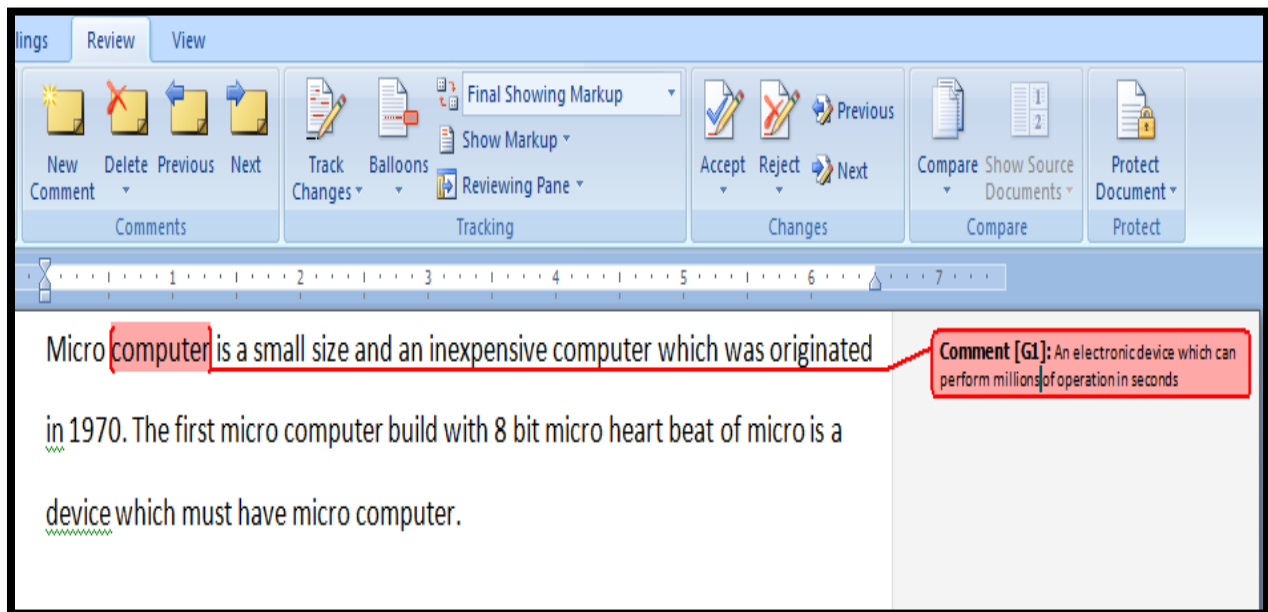 lings Review View
Final Showing Markup
Previous
Show Markup
New Delete Previous Next Track Balloons Accept Reject Next Compare Show Source Protect
Comment Changes Reviewing Pane Documents Document
Comments Tracking Changes Compare Protect
1 2 3 4 5 6 7
Micro computer is a small size and an inexpensive computer which was originated
Comment [G1]: An electronic device which can
perform millions of operation in seconds
in 1970. The first micro computer build with 8 bit micro heart beat of micro is a
device which must have micro computer.